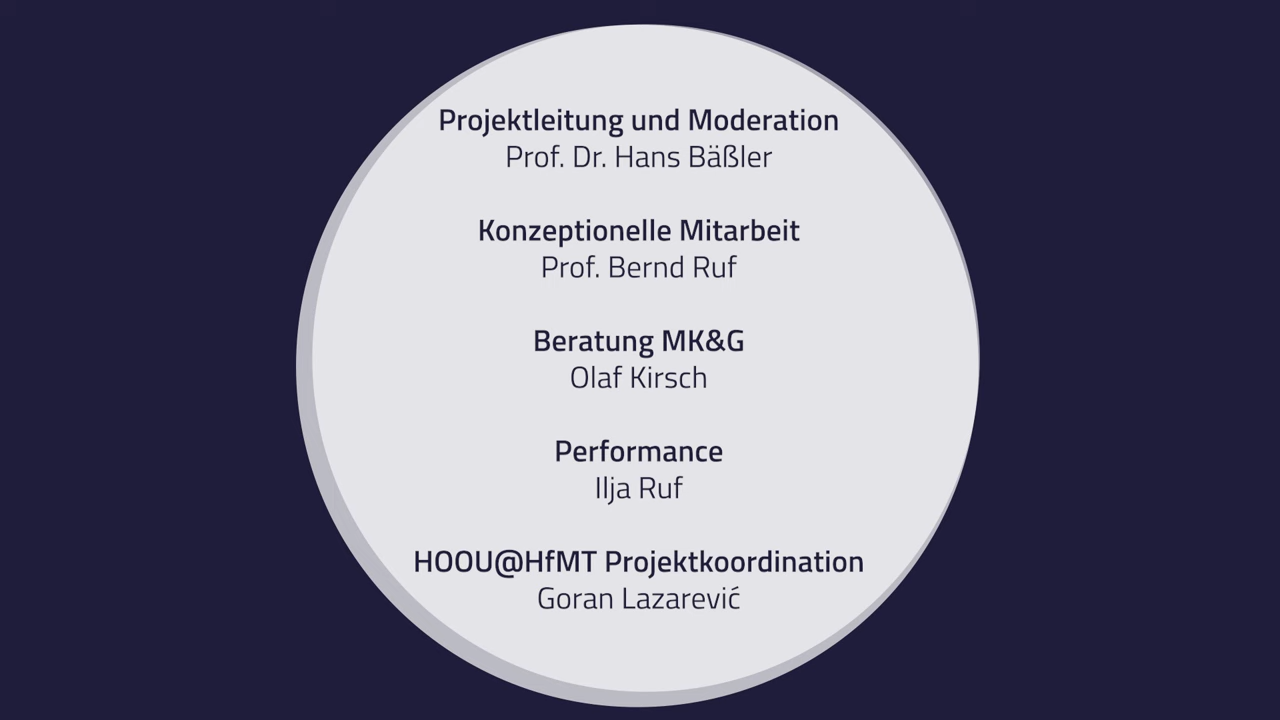 Projektleitung und Moderation
Prof. Dr. Hans Bäßler
Konzeptionelle Mitarbeit
Prof. Bernd Ruf
Beratung MK&G
Olaf Kirsch
Performance
Ilja Ruf
HOOU@HfMT Projektkoordination
Goran Lazarević